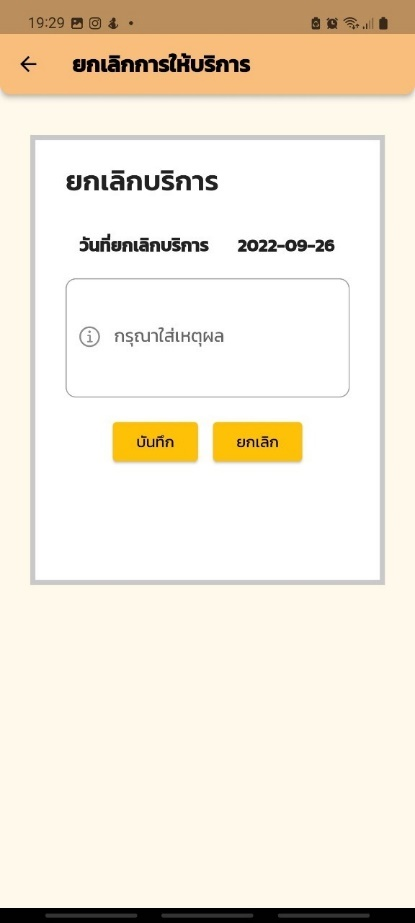 19:29
ยกเลิกการให้บริการ
ยกเลิกบริการ
วันที่ยกเลิกบริการ 2022-09-26
กรุณาใส่เหตุผล
บันทึก ยกเลิก